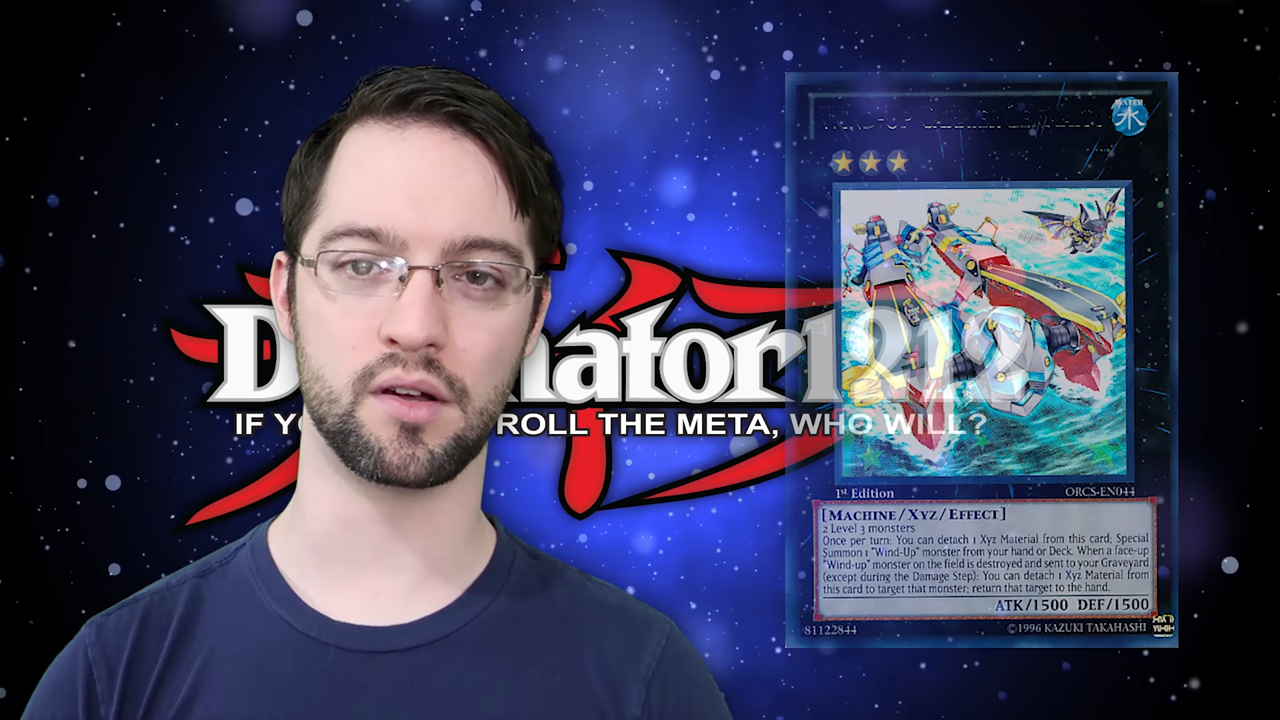 WATER
水
1st Edition
ORCS-EN044
[MACHINE/XYZ/EFFECT]
2 Level 3 monsters
Once per turn: You can detach 1 Xyz Material from this card; Special
Summon 1 "Wind-Up" monster from your hand or Deck. When a face-up
"Wind-up" monster on the field is destroyed and sent to your Graveyard
(except during the Damage Step): You can detach 1 Xyz Material from
this card to target that monster; return that target to the hand.
ATK/1500 DEF/1500
81122844
©1996 KAZUKI TAKAHASHI
nator1212
IF Y ROLL THE META, WHO WILL?